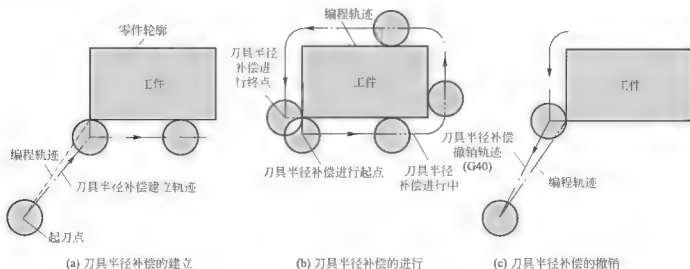 零件轮廓
工件
编程轨迹
刀具半径补偿建立轨迹
起刀点
(a) 刀具半径补偿的建立
编程轨迹
刀具半径
补偿进
行终点
工件
刀具半径补偿进行起点
刀具半径
补偿进行中
(b) 刀具半径补偿的进行
工件
刀具半径补偿
撤销轨迹
(G40)
编程轨迹
(c) 刀具半径补偿的撤销